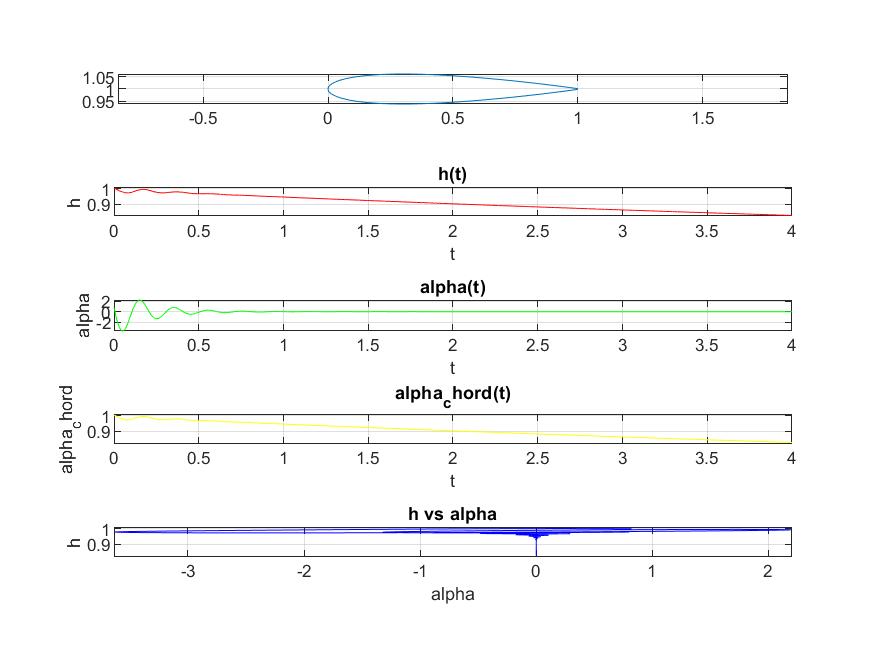 1.05
1
0.95
-0.5 0 0.5 1 1.5
h(t)
1
0.9
h
0 0.5 1 1.5 2 2.5 3 3.5 4
t
alpha(t)
2
0
-2
alpha
0 0.5 1 1.5 2 2.5 3 3.5 4
t
alpha_chord(t)
1
0.9
alpha_chord
0 0.5 1 1.5 2 2.5 3 3.5 4
t
h vs alpha
1
0.9
h
-3 -2 -1 0 1 2
alpha